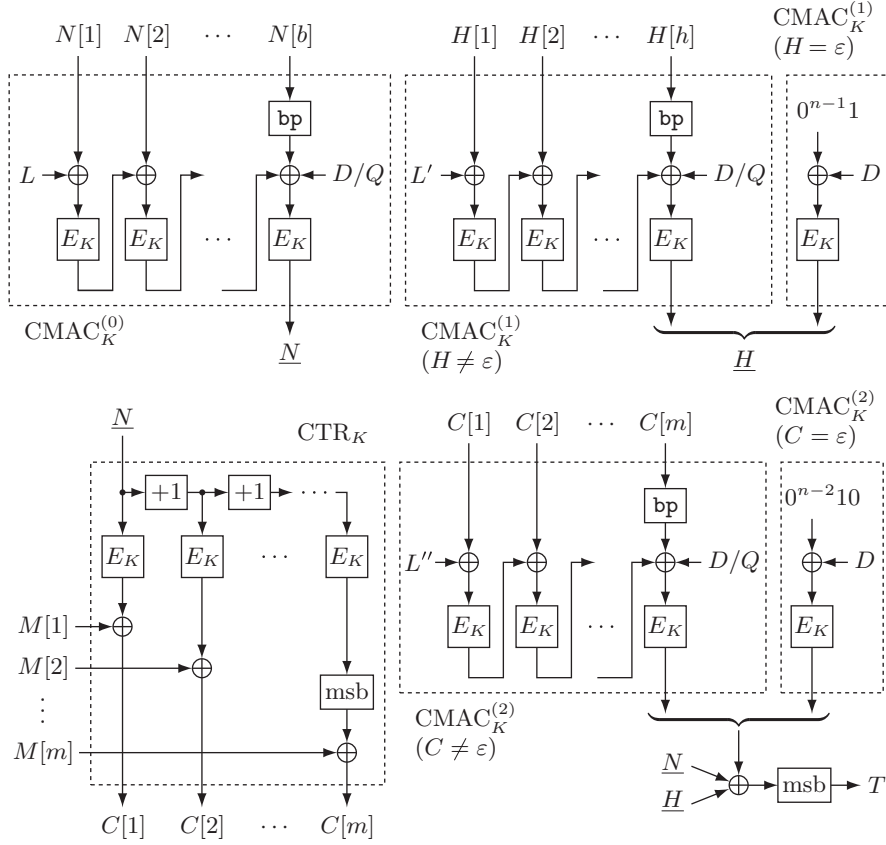 N[1] N[2] ··· N[b] H[1] H[2] ··· H[h] CMAC_K^(1)
(H = ε)
bp bp 0^{n−1}1
L D/Q L′ D/Q D
E_K E_K ··· E_K E_K E_K ··· E_K E_K
CMAC_K^(0) CMAC_K^(1)
(H ≠ ε)
N H
N CTR_K C[1] C[2] ··· C[m] CMAC_K^(2)
(C = ε)
+1 +1 ··· bp 0^{n−2}10
E_K E_K ··· E_K L″ D/Q D
M[1] E_K E_K ··· E_K E_K
M[2]
⋮ msb CMAC_K^(2)
M[m] (C ≠ ε)
N
H msb T
C[1] C[2] ··· C[m]